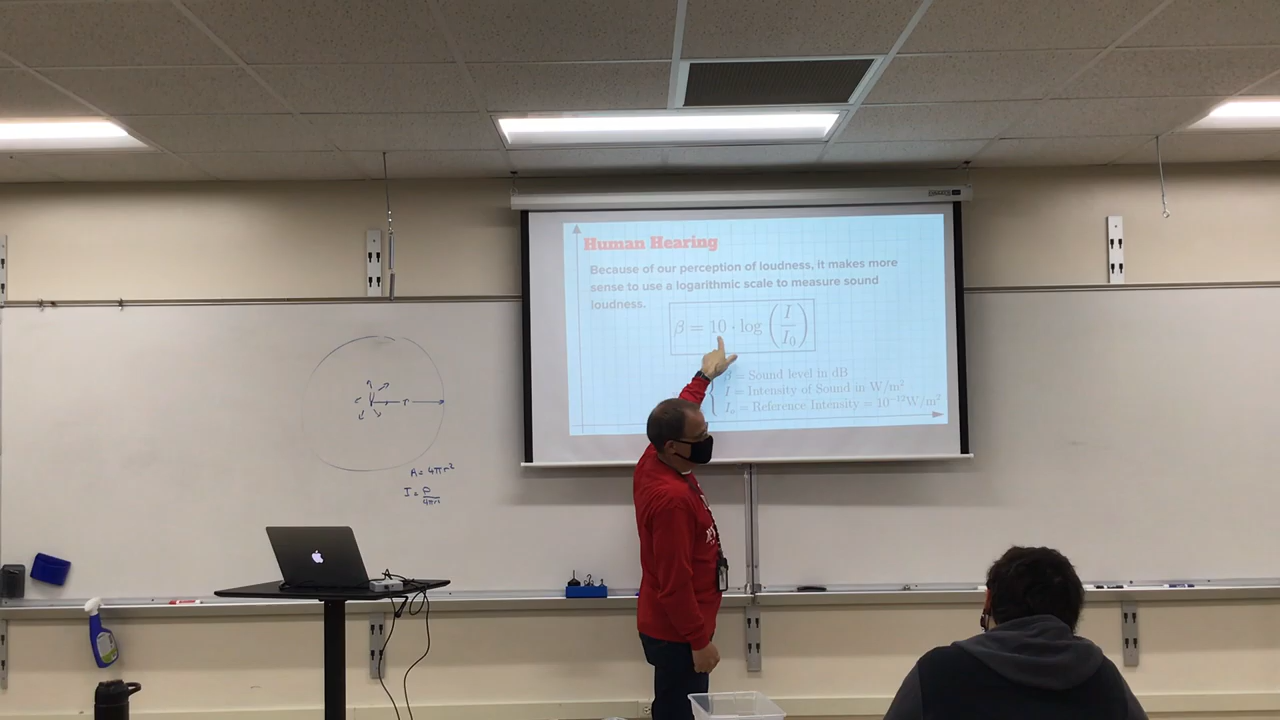 Human Hearing
Because of our perception of loudness, it makes more
sense to use a logarithmic scale to measure sound
loudness.
β = 10 · log (I/I₀)
β = Sound level in dB
I = Intensity of Sound in W/m²
Iₒ = Reference Intensity = 10⁻¹²W/m²
r
A = 4πr²
I = P/4πr²